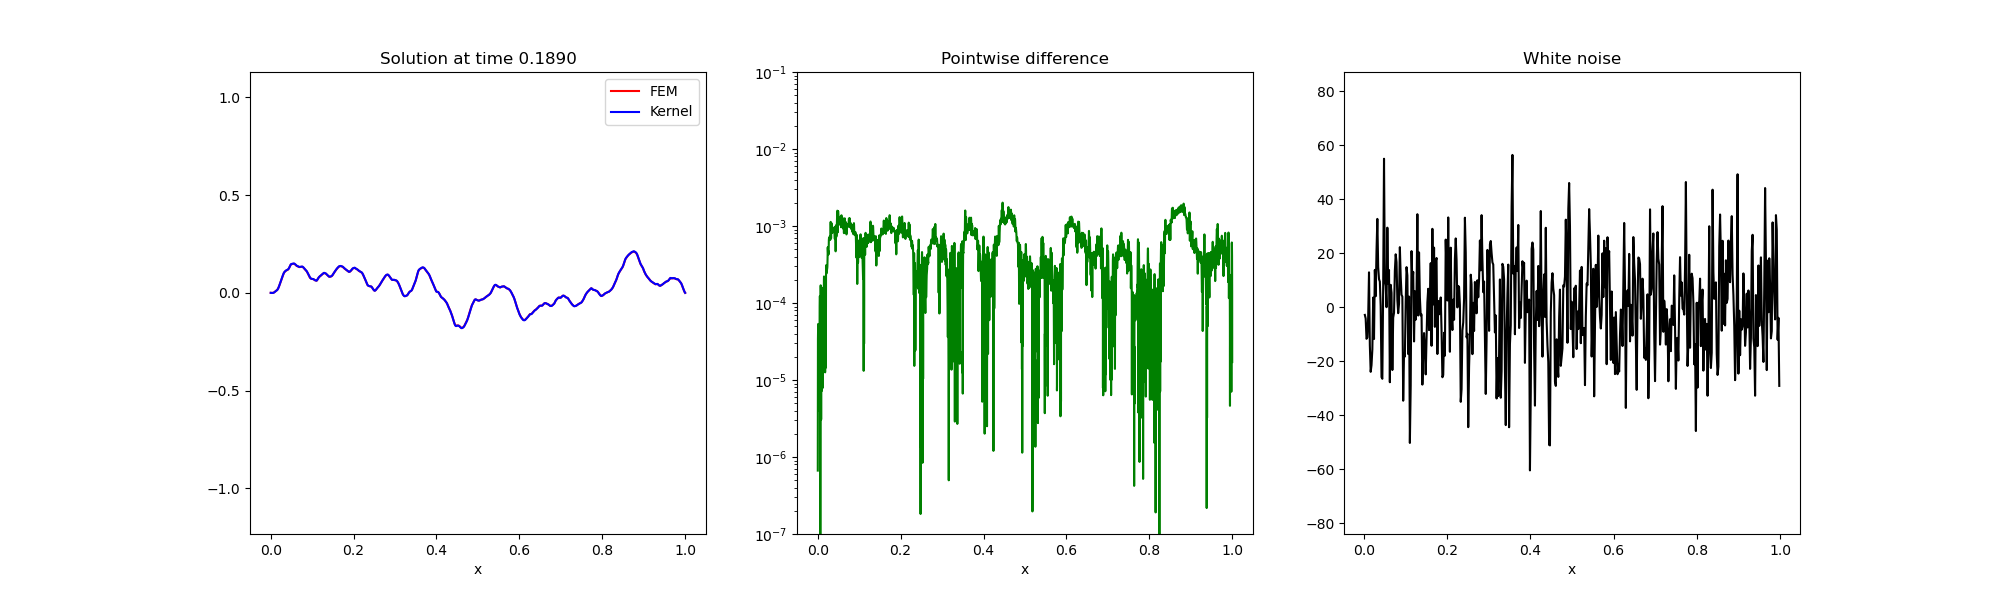 Solution at time 0.1890
FEM
Kernel
1.0
0.5
0.0
−0.5
−1.0
0.0 0.2 0.4 0.6 0.8 1.0
x
Pointwise difference
10⁻¹
10⁻²
10⁻³
10⁻⁴
10⁻⁵
10⁻⁶
10⁻⁷
0.0 0.2 0.4 0.6 0.8 1.0
x
White noise
80
60
40
20
0
−20
−40
−60
−80
0.0 0.2 0.4 0.6 0.8 1.0
x